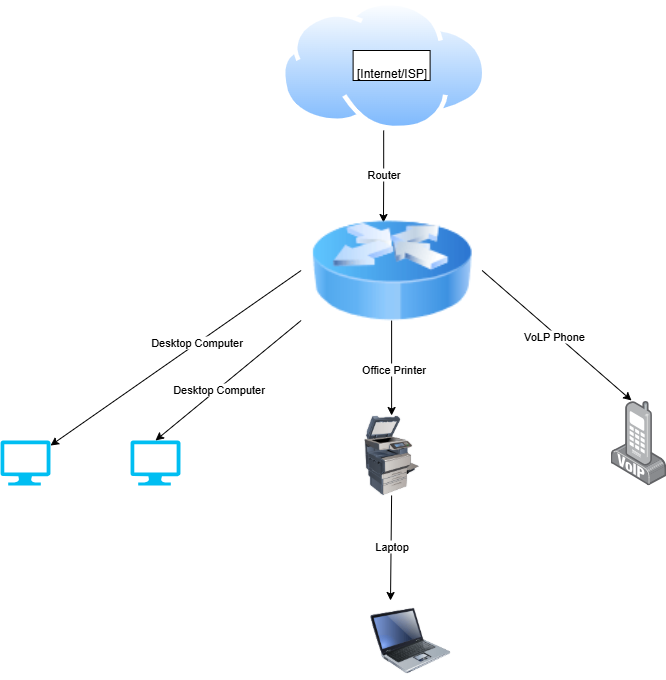 [Internet/ISP]
Router
Desktop Computer
VoLP Phone
Desktop Computer
Office Printer
VoIP
Laptop